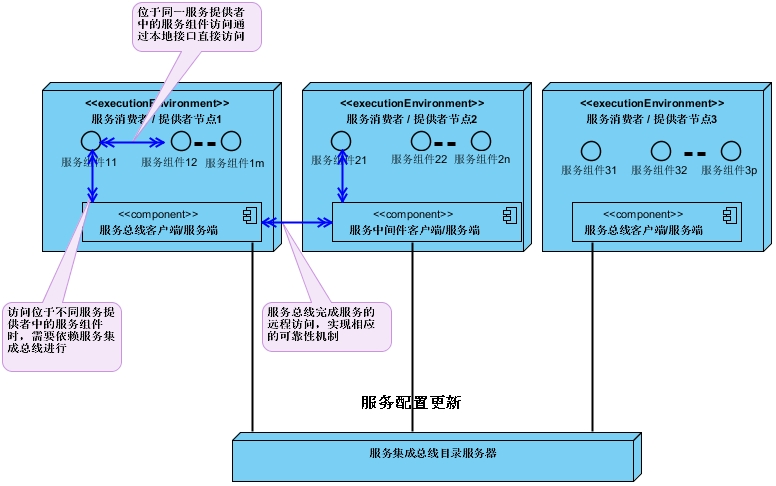 位于同一服务提供者
中的服务组件访问通
过本地接口直接访问
<<executionEnvironment>>
服务消费者 / 提供者节点1
服务组件11
服务组件12
服务组件1m
<<component>>
服务总线客户端/服务端
<<executionEnvironment>>
服务消费者 / 提供者节点2
服务组件21
服务组件22
服务组件2n
<<component>>
服务中间件客户端/服务端
<<executionEnvironment>>
服务消费者 / 提供者节点3
服务组件31
服务组件32
服务组件3p
<<component>>
服务总线客户端/服务端
访问位于不同服务提
供者中的服务组件
时，需要依赖服务集
成总线进行
服务总线完成服务的
远程访问，实现相应
的可靠性机制
服务配置更新
服务集成总线目录服务器